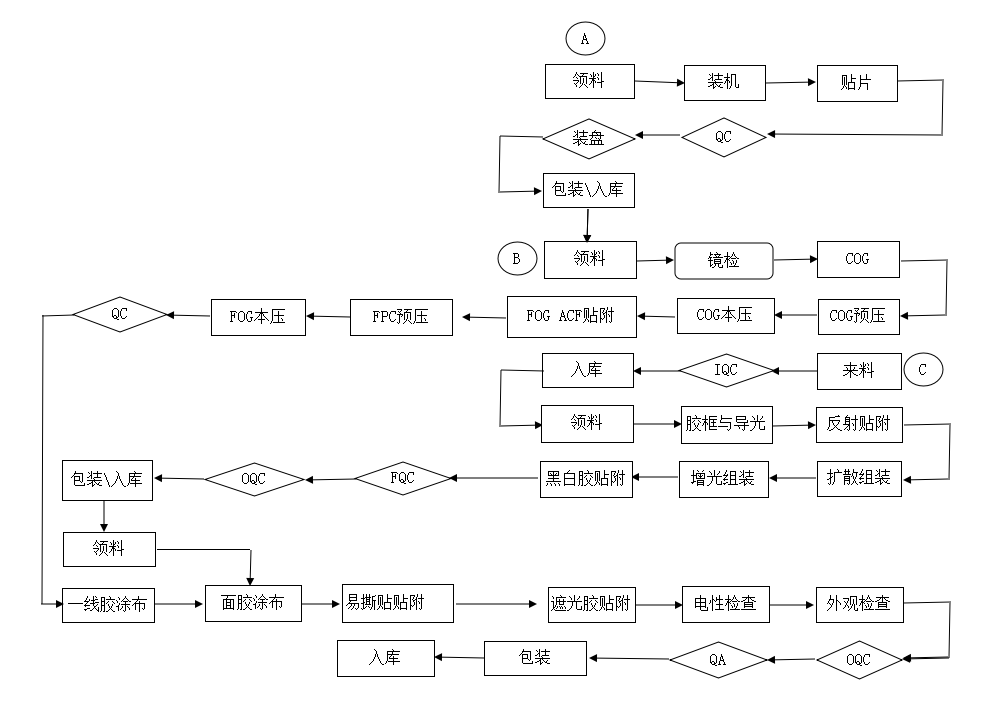 A
领料
装机
贴片
装盘
QC
包装\入库
B
领料
镜检
COG
QC
FOG本压
FPC预压
FOG ACF贴附
COG本压
COG预压
入库
IQC
来料
C
领料
胶框与导光
反射贴附
包装\入库
OQC
FQC
黑白胶贴附
增光组装
扩散组装
领料
一线胶涂布
面胶涂布
易撕贴贴附
遮光胶贴附
电性检查
外观检查
入库
包装
QA
OQC